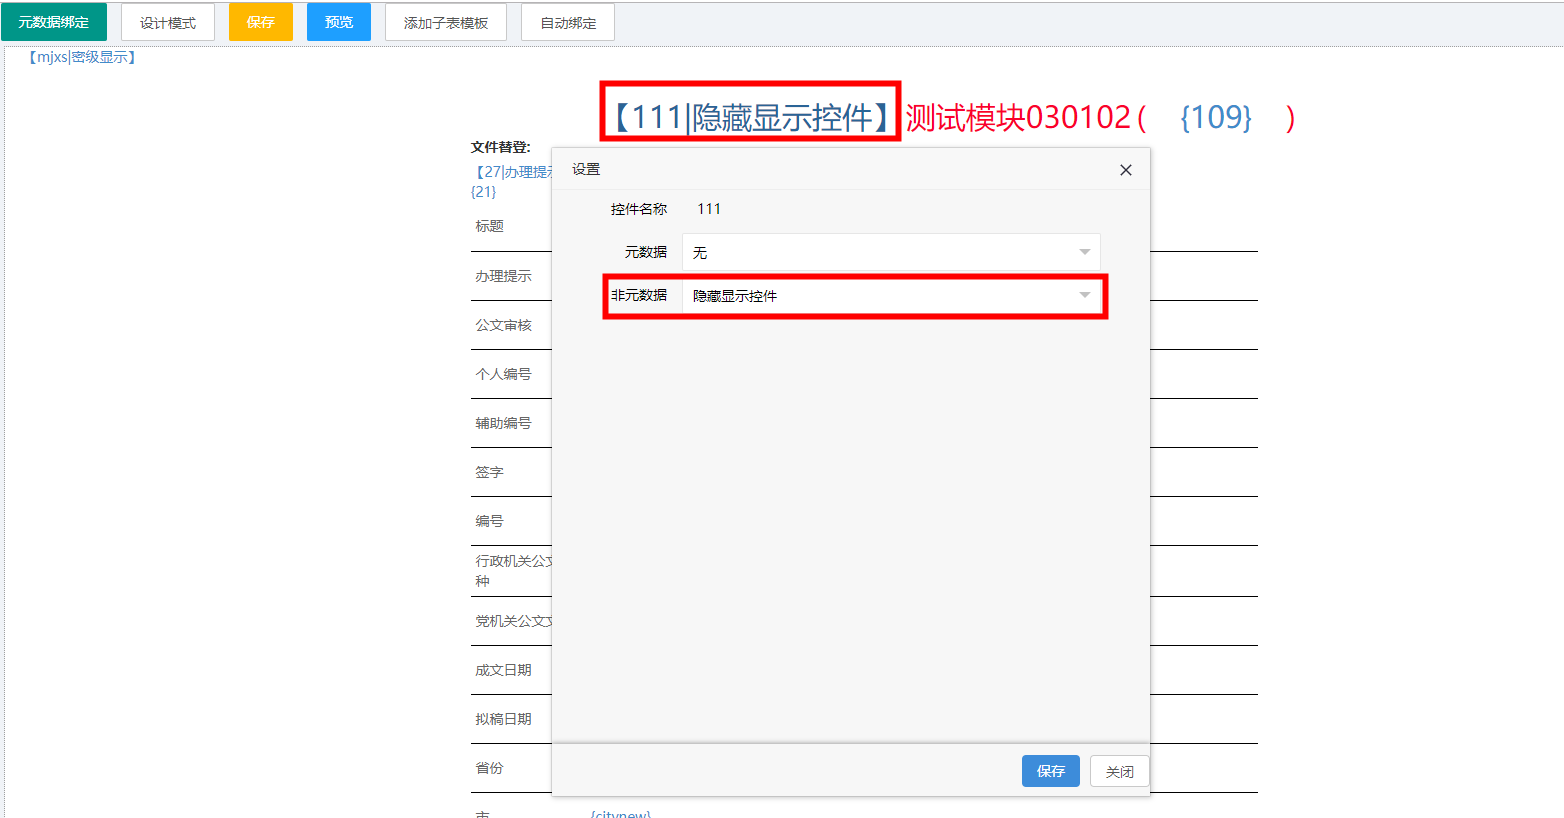 元数据绑定 设计模式 保存 预览 添加子表模板 自动绑定
【mjxs|密级显示】
【111|隐藏显示控件】测试模块030102 ( {109} )
文件替登:
【27|办理提示
{21}
标题
办理提示
公文审核
个人编号
辅助编号
签字
编号
行政机关公文
种
党机关公文文
成文日期
拟稿日期
省份
市 {citynew}
设置
控件名称 111
元数据 无
非元数据 隐藏显示控件
保存 关闭